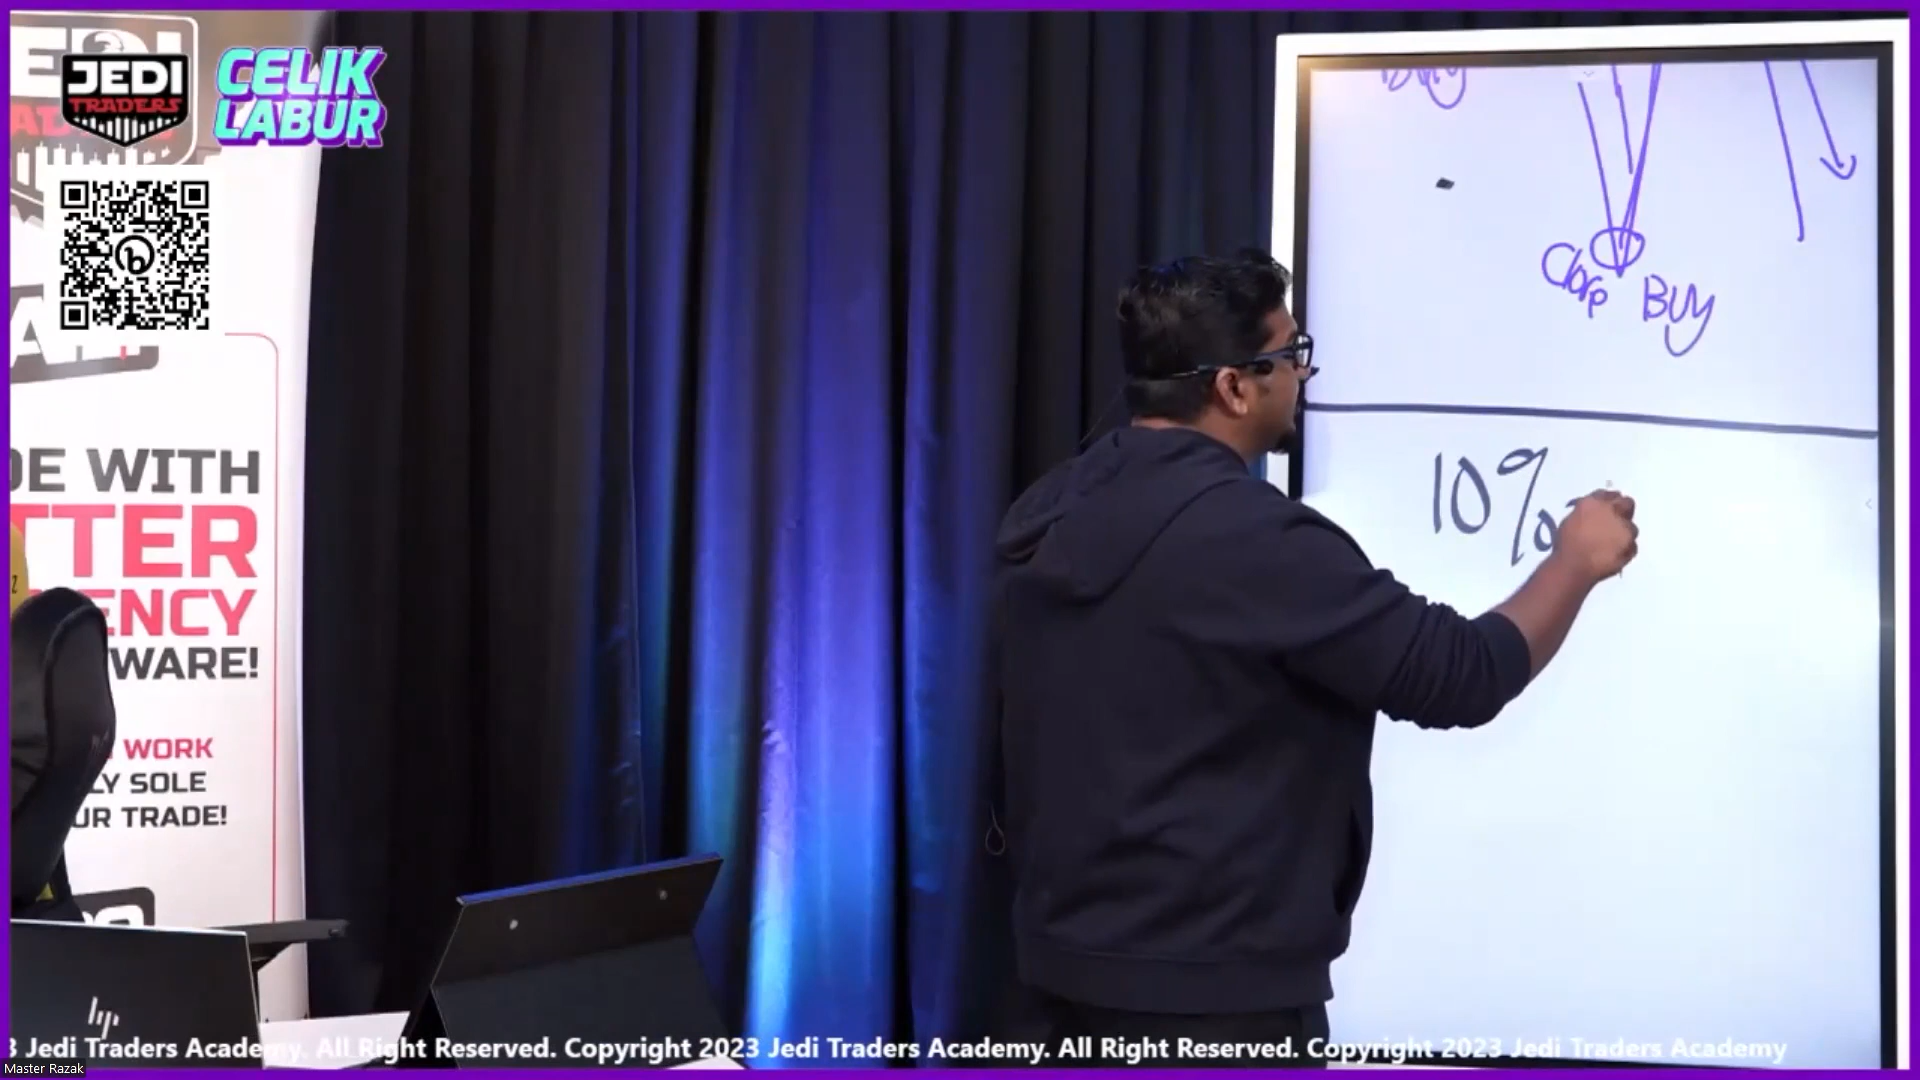 JEDI
TRADERS
CELIK
LABUR
DE WITH
TTER
ENCY
WARE!
WORK
LY SOLE
UR TRADE!
hp
Buy
10%
3 Jedi Traders Academy. All Right Reserved. Copyright 2023 Jedi Traders Academy. All Right Reserved. Copyright 2023 Jedi Traders Academy
Master Razak